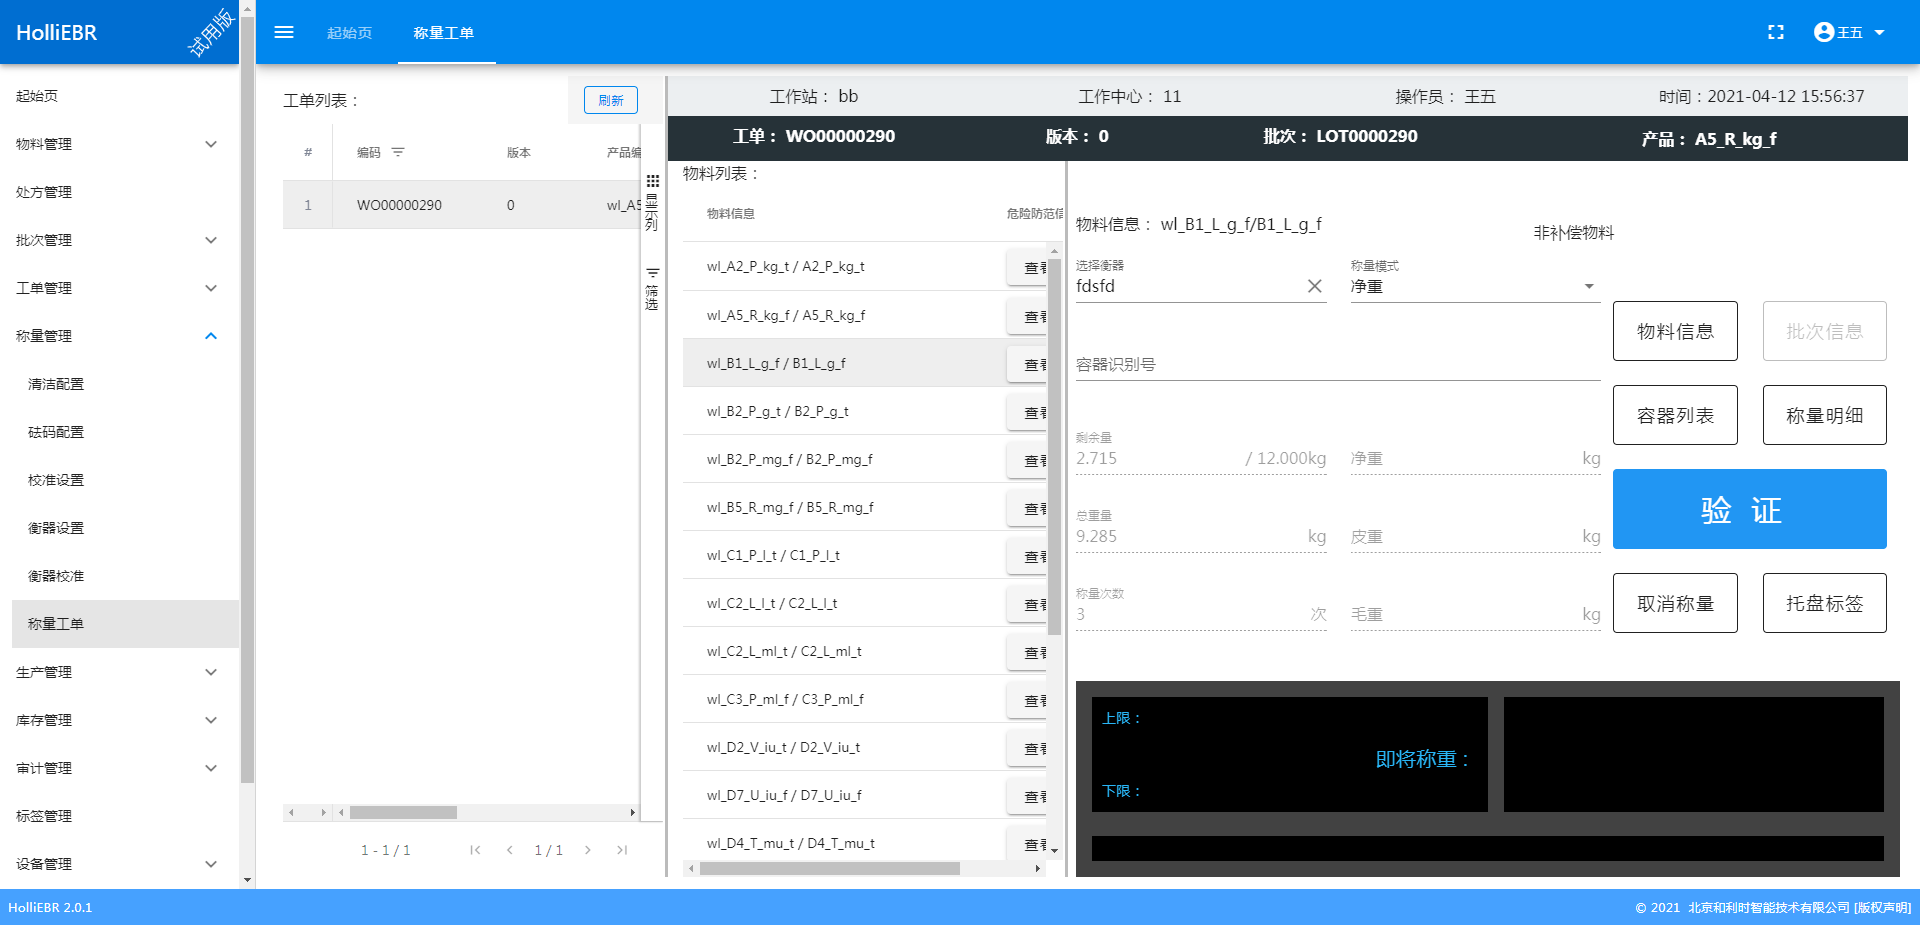 HolliEBR
试用版
起始页
称量工单
王五
起始页
物料管理
处方管理
批次管理
工单管理
称量管理
清洁配置
砝码配置
校准设置
衡器设置
衡器校准
称量工单
生产管理
库存管理
审计管理
标签管理
设备管理
工单列表：
刷新
# 编码 版本 产品编
1 WO00000290 0 wl_A5
显示列
筛选
1 - 1 / 1
1 / 1
工作站： bb 工作中心： 11 操作员： 王五 时间：2021-04-12 15:56:37
工单： WO00000290 版本： 0 批次： LOT0000290 产品： A5_R_kg_f
物料列表：
物料信息 危险防范信
wl_A2_P_kg_t / A2_P_kg_t 查看
wl_A5_R_kg_f / A5_R_kg_f 查看
wl_B1_L_g_f / B1_L_g_f 查看
wl_B2_P_g_t / B2_P_g_t 查看
wl_B2_P_mg_f / B2_P_mg_f 查看
wl_B5_R_mg_f / B5_R_mg_f 查看
wl_C1_P_l_t / C1_P_l_t 查看
wl_C2_L_l_t / C2_L_l_t 查看
wl_C2_L_ml_t / C2_L_ml_t 查看
wl_C3_P_ml_f / C3_P_ml_f 查看
wl_D2_V_iu_t / D2_V_iu_t 查看
wl_D7_U_iu_f / D7_U_iu_f 查看
wl_D4_T_mu_t / D4_T_mu_t 查看
物料信息： wl_B1_L_g_f/B1_L_g_f
非补偿物料
选择衡器
fdsfd
称量模式
净重
容器识别号
剩余量
2.715 / 12.000kg
净重 kg
总重量
9.285 kg
皮重 kg
称量次数
3 次
毛重 kg
物料信息
批次信息
容器列表
称量明细
验 证
取消称量
托盘标签
上限：
即将称重：
下限：
HolliEBR 2.0.1
© 2021 北京和利时智能技术有限公司 [版权声明]